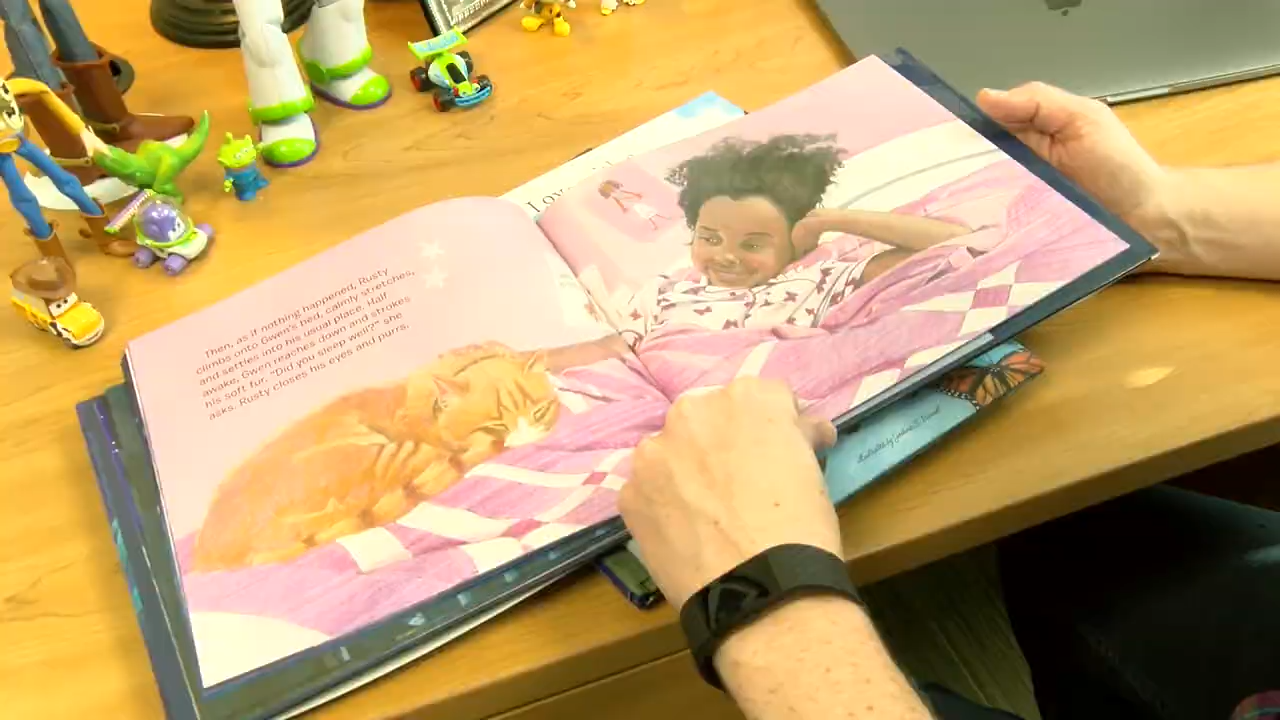 Then, as if nothing happened, Rusty
climbs onto Gwen's bed, calmly stretches,
and settles into his usual place. Half
awake, Gwen reaches down and strokes
his soft fur. "Did you sleep well?" she
asks. Rusty closes his eyes and purrs.